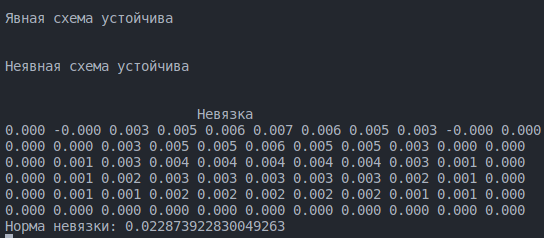 Явная схема устойчива
Неявная схема устойчива
Невязка
0.000 -0.000 0.003 0.005 0.006 0.007 0.006 0.005 0.003 -0.000 0.000
0.000 0.000 0.003 0.005 0.005 0.006 0.005 0.005 0.003 0.000 0.000
0.000 0.001 0.003 0.004 0.004 0.004 0.004 0.004 0.003 0.001 0.000
0.000 0.001 0.002 0.003 0.003 0.003 0.003 0.003 0.002 0.001 0.000
0.000 0.001 0.001 0.002 0.002 0.002 0.002 0.002 0.001 0.001 0.000
0.000 0.000 0.000 0.000 0.000 0.000 0.000 0.000 0.000 0.000 0.000
Норма невязки: 0.022873922830049263